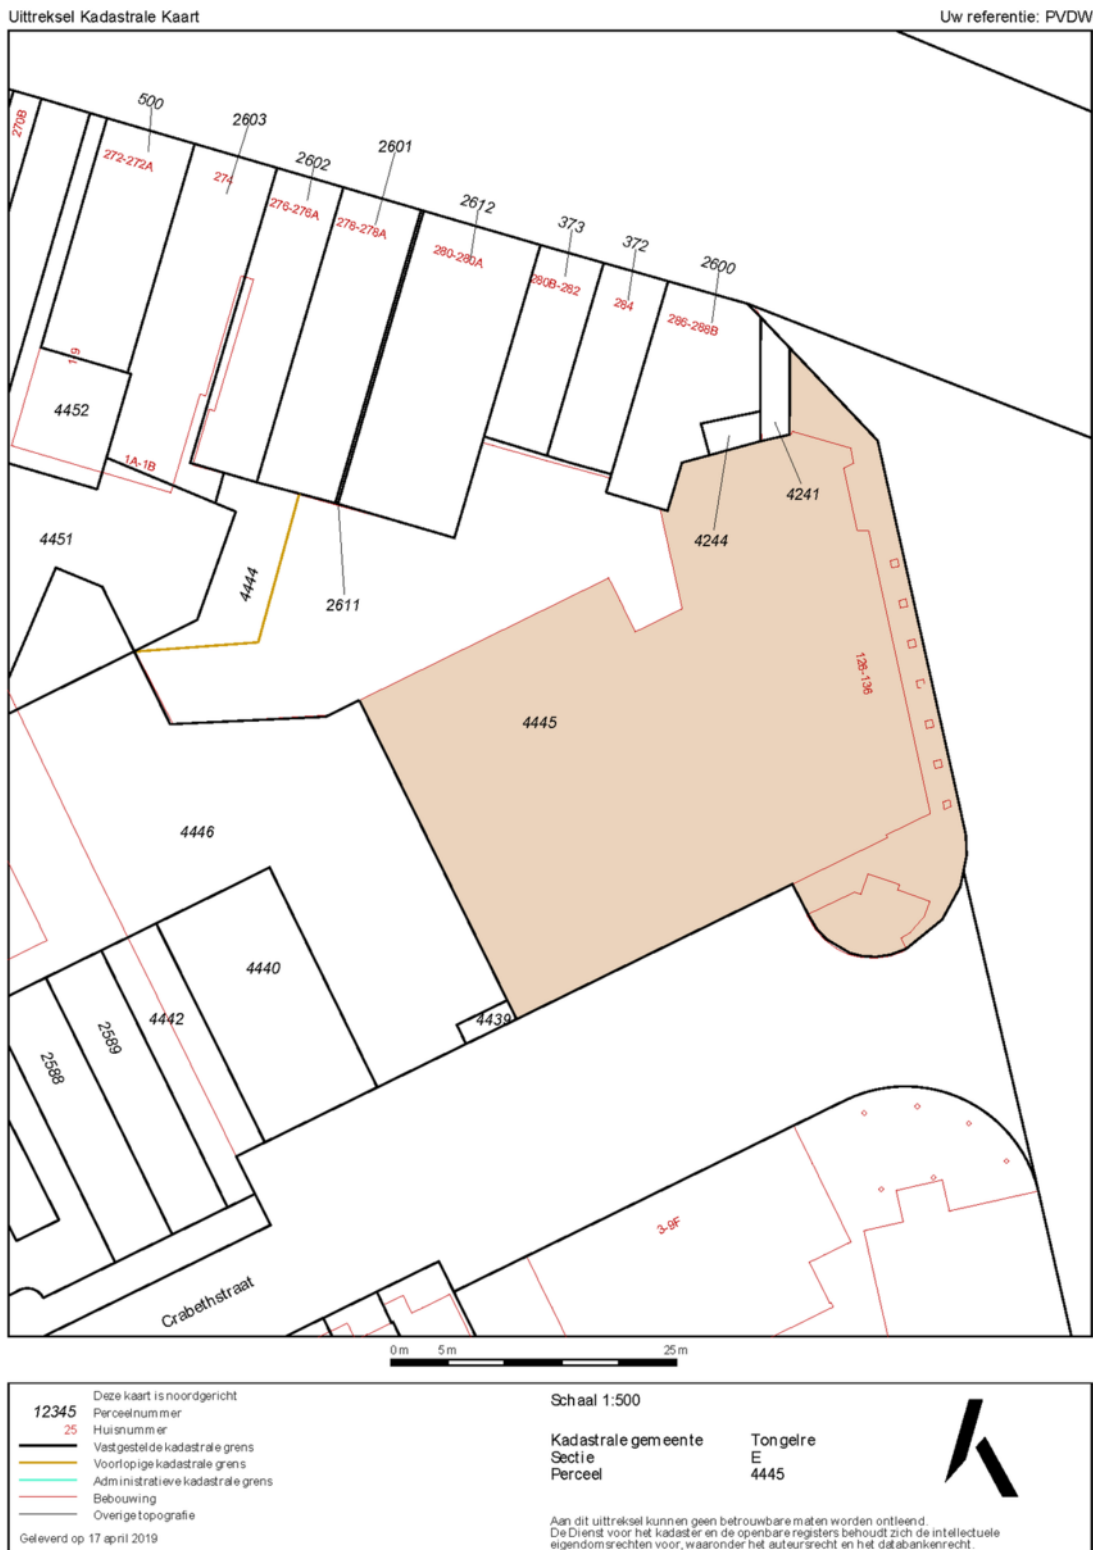 Uittreksel Kadastrale Kaart
Uw referentie: PVDW
500
2603
2602
2601
2612
373
372
2600
270B
272-272A
274
276-276A
278-278A
280-280A
280B-282
284
286-288B
1-9
4452
1A-1B
4241
4244
4451
4444
2611
126-136
4445
4446
4440
4442
4439
2589
2588
3-9F
Crabethstraat
0 m 5 m 25 m
Deze kaart is noordgericht
12345 Perceelnummer
25 Huisnummer
Vastgestelde kadastrale grens
Voorlopige kadastrale grens
Administratieve kadastrale grens
Bebouwing
Overige topografie
Geleverd op 17 april 2019
Schaal 1:500
Kadastrale gemeente Tongelre
Sectie E
Perceel 4445
Aan dit uittreksel kunnen geen betrouwbare maten worden ontleend.
De Dienst voor het kadaster en de openbare registers behoudt zich de intellectuele
eigendomsrechten voor, waaronder het auteursrecht en het databankenrecht.